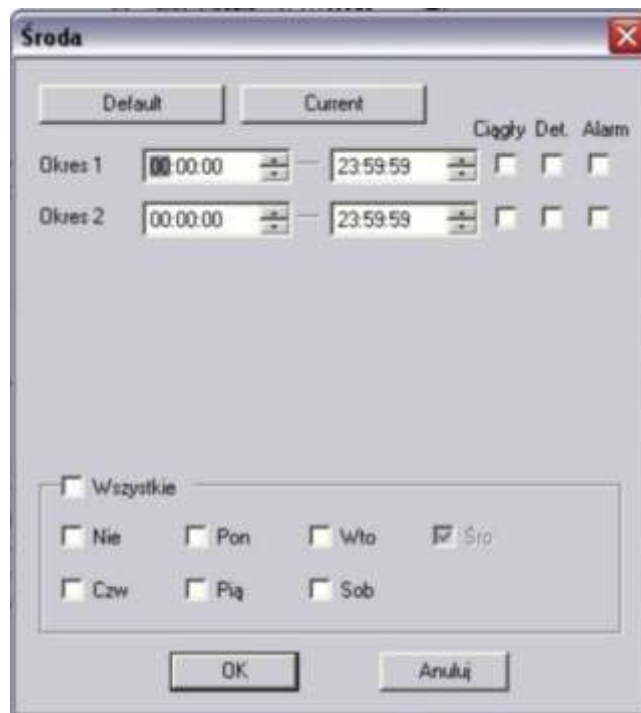 Środa
Default Current
Ciągły Det. Alarm
Okres 1 00:00:00 23:59:59
Okres 2 00:00:00 23:59:59
Wszystkie
Nie Pon Wto Śro
Czw Pią Sob
OK Anuluj